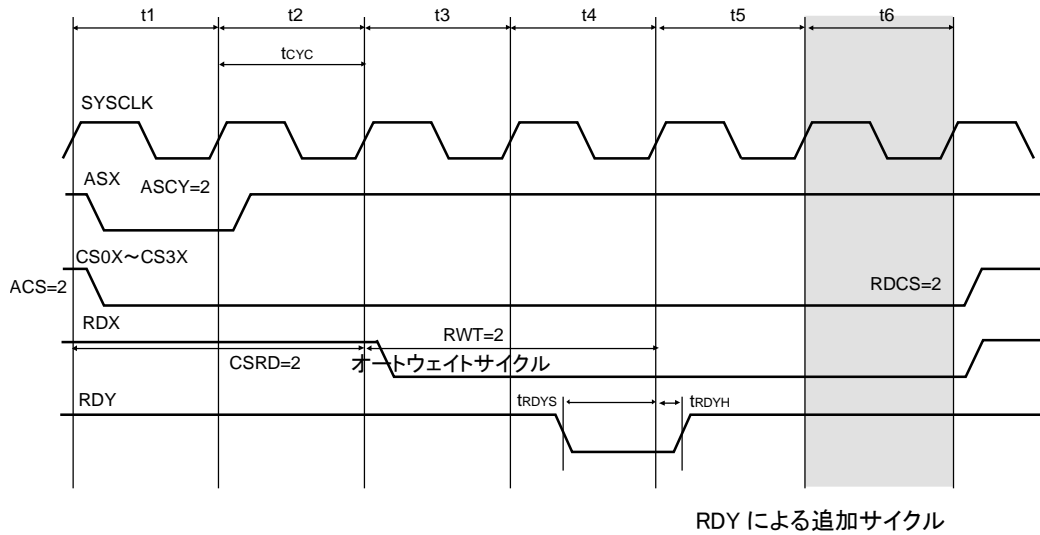 t1 t2 t3 t4 t5 t6
tCYC
SYSCLK
ASX ASCY=2
CS0X～CS3X
ACS=2 RDCS=2
RDX
RWT=2
CSRD=2 オートウェイトサイクル
RDY tRDYS tRDYH
RDY による追加サイクル